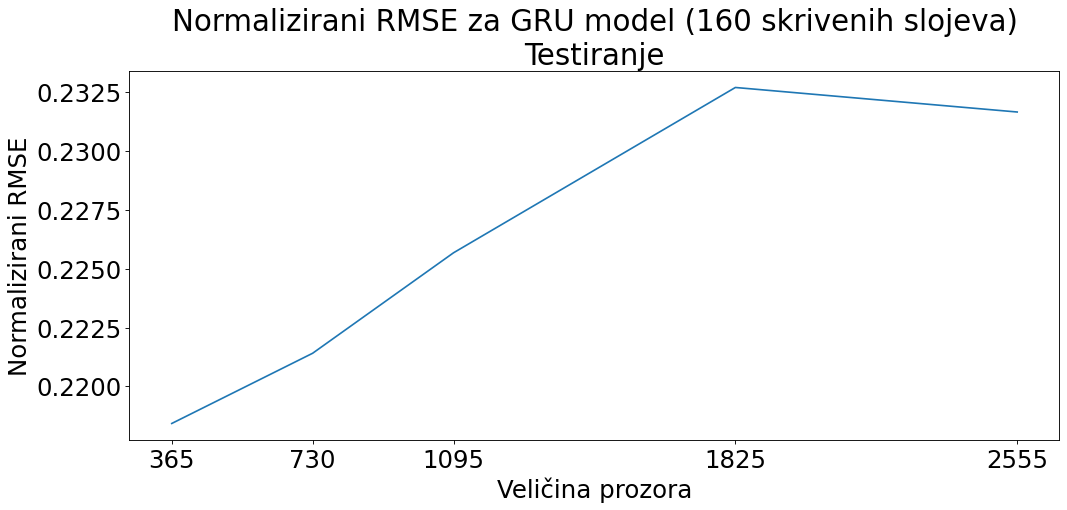 Normalizirani RMSE za GRU model (160 skrivenih slojeva)
Testiranje
Normalizirani RMSE
0.2325
0.2300
0.2275
0.2250
0.2225
0.2200
365 730 1095 1825 2555
Veličina prozora